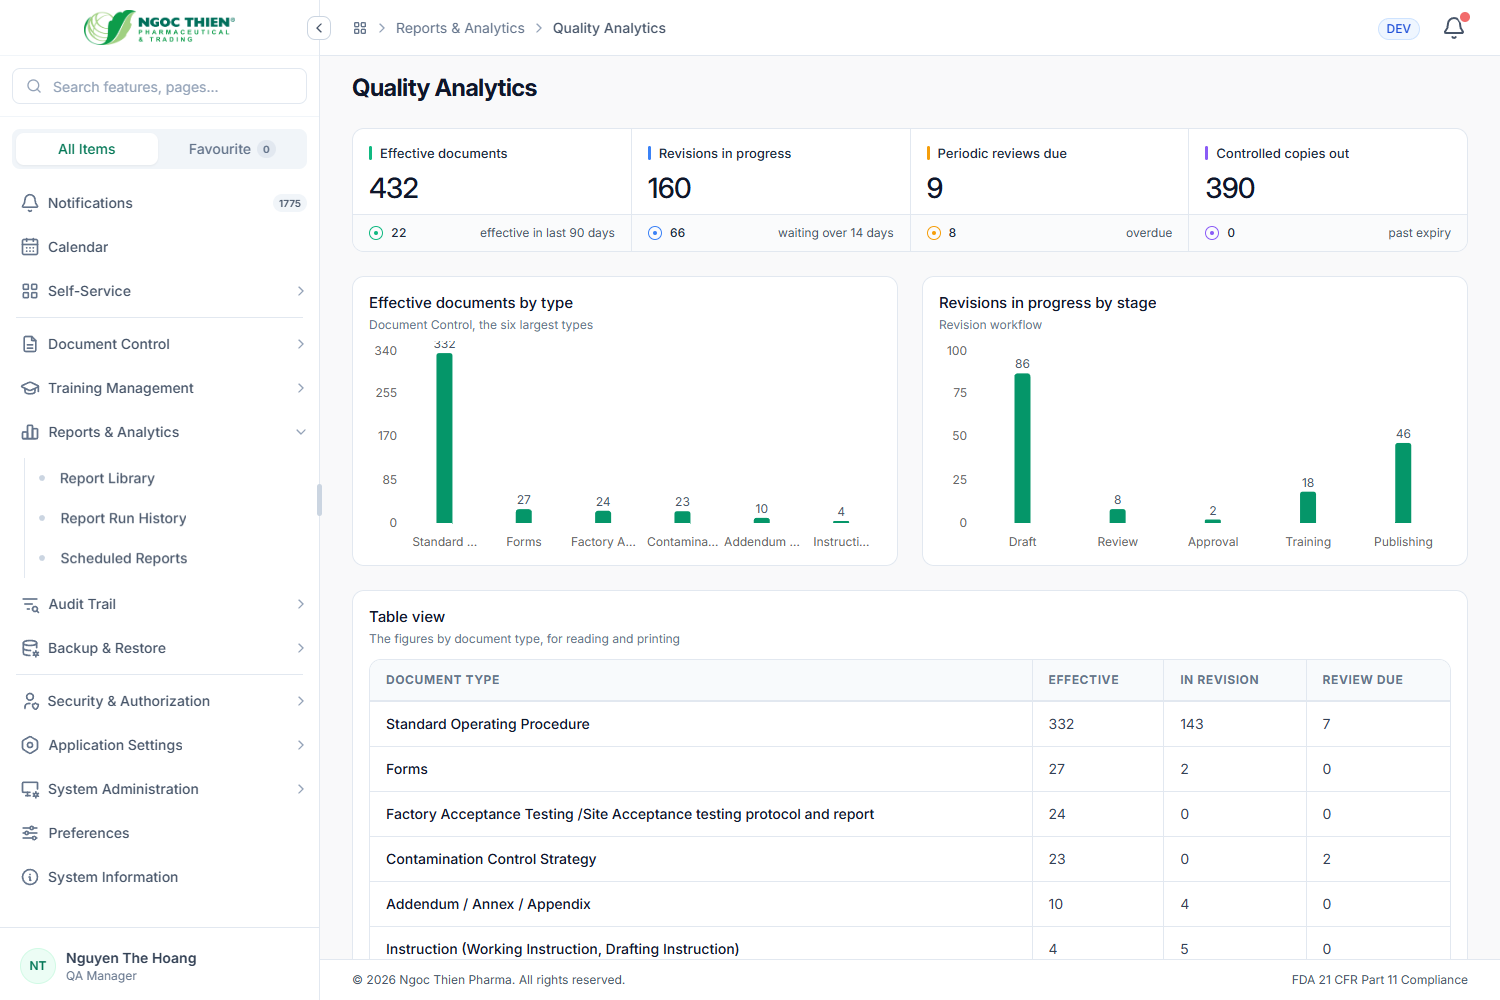 NGOC THIEN®
PHARMACEUTICAL
& TRADING
Reports & Analytics
Quality Analytics
DEV
Search features, pages...
All Items
Favourite 0
Notifications 1775
Calendar
Self-Service
Document Control
Training Management
Reports & Analytics
Report Library
Report Run History
Scheduled Reports
Audit Trail
Backup & Restore
Security & Authorization
Application Settings
System Administration
Preferences
System Information
NT
Nguyen The Hoang
QA Manager
Quality Analytics
Effective documents
432
22 effective in last 90 days
Revisions in progress
160
66 waiting over 14 days
Periodic reviews due
9
8 overdue
Controlled copies out
390
0 past expiry
Effective documents by type
Document Control, the six largest types
340
255
170
85
0
332
27
24
23
10
4
Standard ...
Forms
Factory A...
Contamina...
Addendum ...
Instructi...
Revisions in progress by stage
Revision workflow
100
75
50
25
0
86
8
2
18
46
Draft
Review
Approval
Training
Publishing
Table view
The figures by document type, for reading and printing
DOCUMENT TYPE EFFECTIVE IN REVISION REVIEW DUE
Standard Operating Procedure 332 143 7
Forms 27 2 0
Factory Acceptance Testing /Site Acceptance testing protocol and report 24 0 0
Contamination Control Strategy 23 0 2
Addendum / Annex / Appendix 10 4 0
Instruction (Working Instruction, Drafting Instruction) 4 5 0
© 2026 Ngoc Thien Pharma. All rights reserved.
FDA 21 CFR Part 11 Compliance